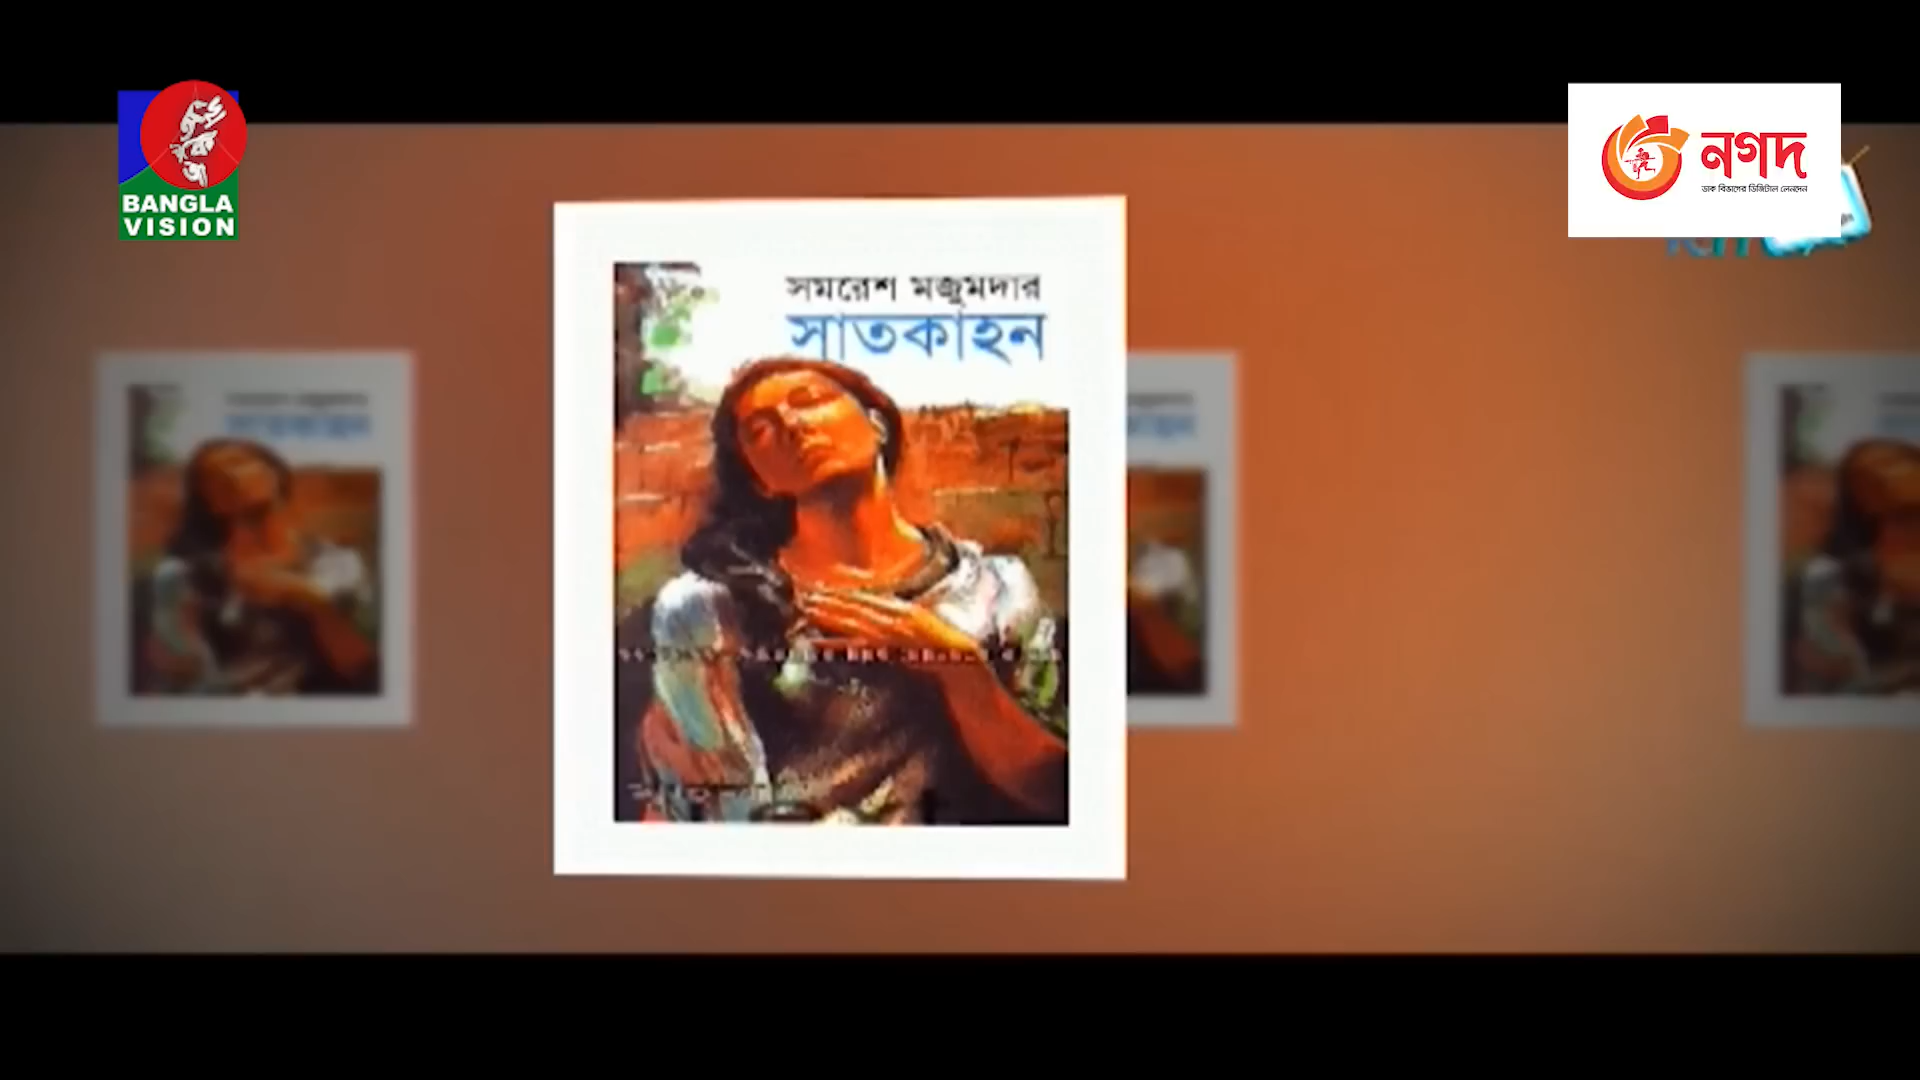 BANGLA
VISION
নগদ
ডাক বিভাগের ডিজিটাল লেনদেন
সমরেশ মজুমদার
সাতকাহন